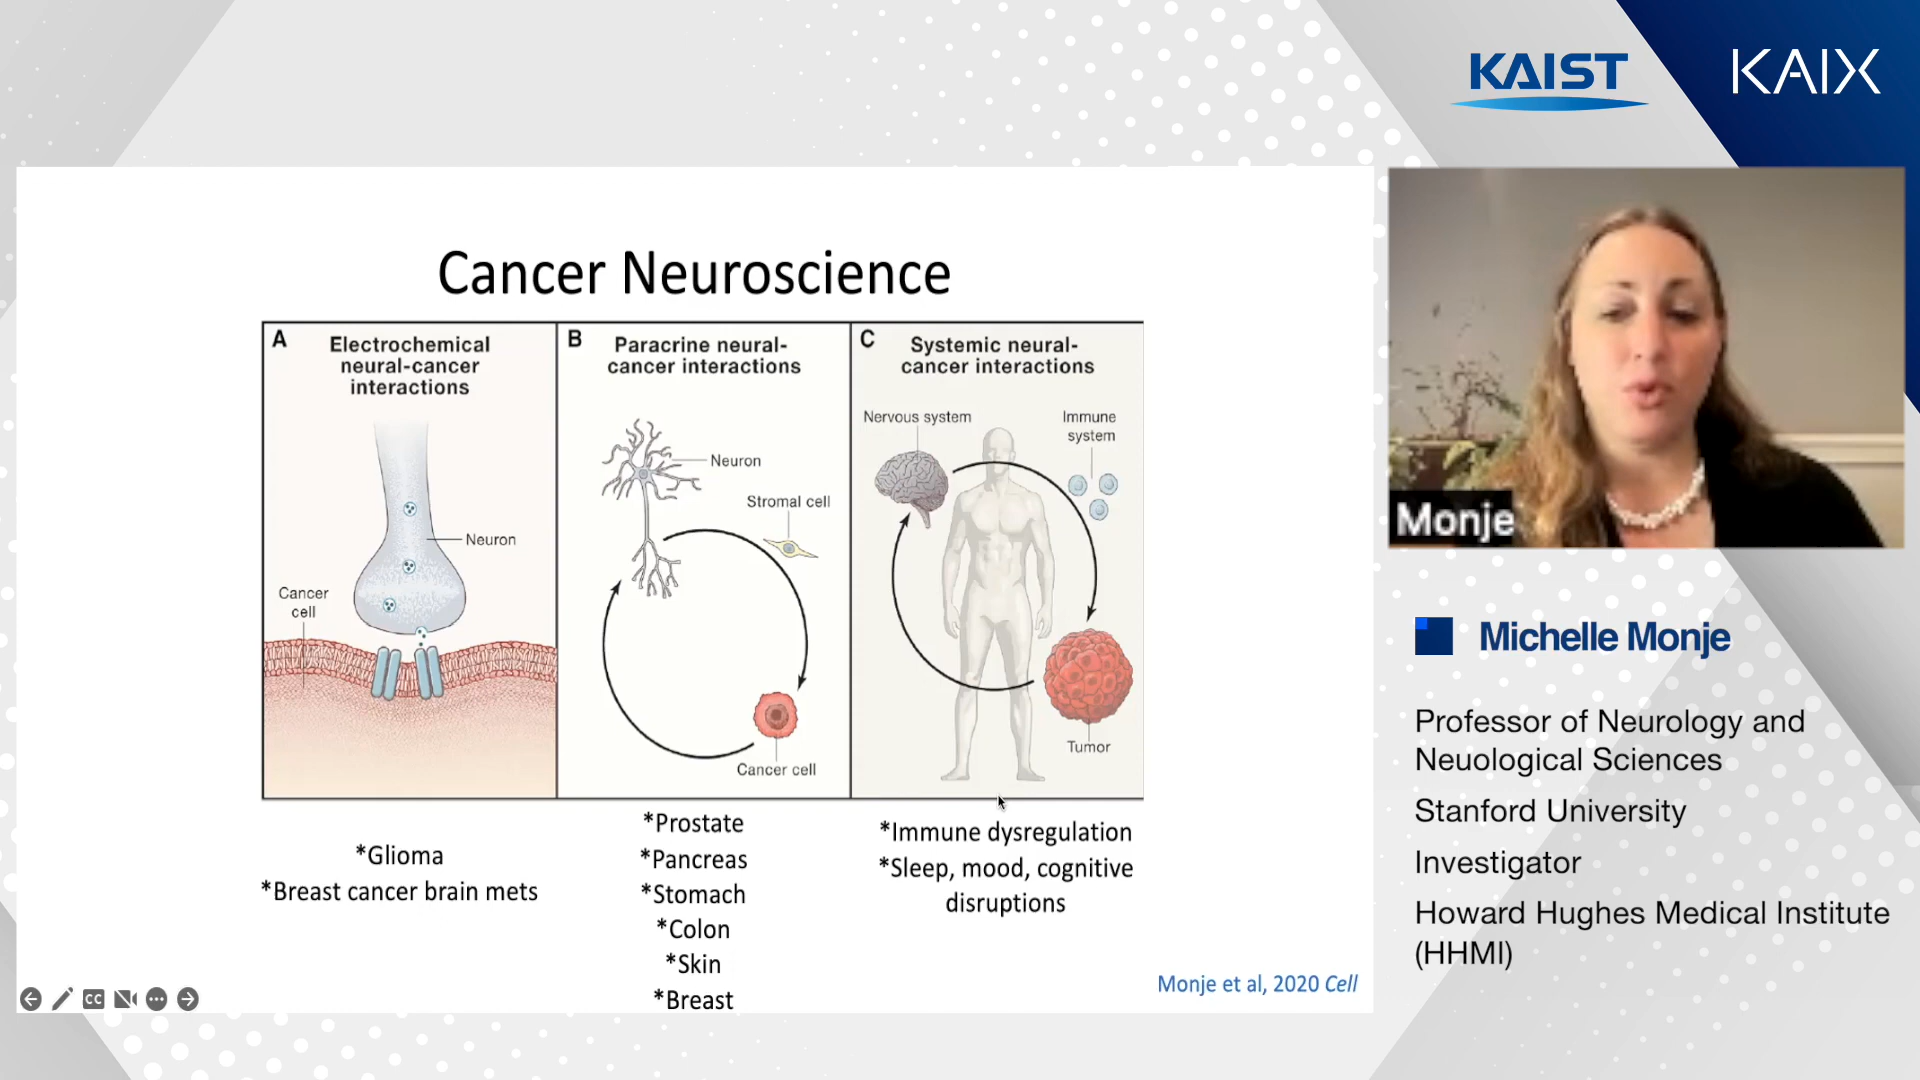 KAIST
KAIX
Cancer Neuroscience
A
Electrochemical
neural-cancer
interactions
Neuron
Cancer
cell
B
Paracrine neural-
cancer interactions
Neuron
Stromal cell
Cancer cell
C
Systemic neural-
cancer interactions
Nervous system
Immune
system
Tumor
*Glioma
*Breast cancer brain mets
*Prostate
*Pancreas
*Stomach
*Colon
*Skin
*Breast
*Immune dysregulation
*Sleep, mood, cognitive
disruptions
Monje et al, 2020 Cell
CC
Monje
Michelle Monje
Professor of Neurology and
Neuological Sciences
Stanford University
Investigator
Howard Hughes Medical Institute
(HHMI)